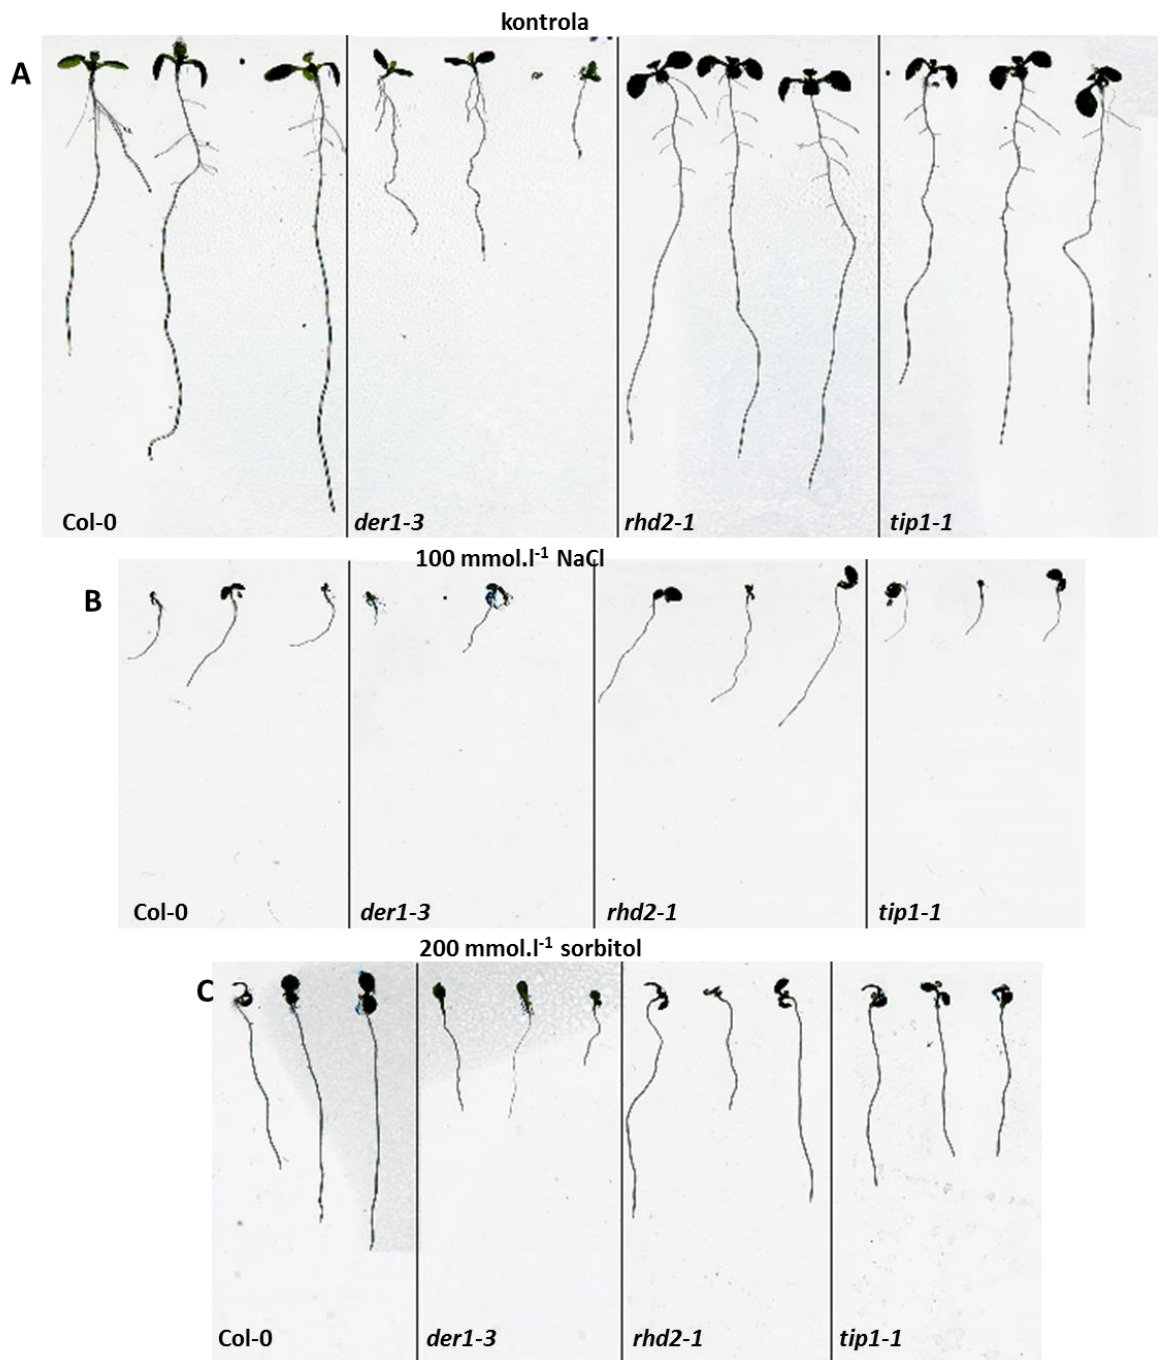 kontrola
A
Col-0 der1-3 rhd2-1 tip1-1
100 mmol.l⁻¹ NaCl
B
Col-0 der1-3 rhd2-1 tip1-1
200 mmol.l⁻¹ sorbitol
C
Col-0 der1-3 rhd2-1 tip1-1